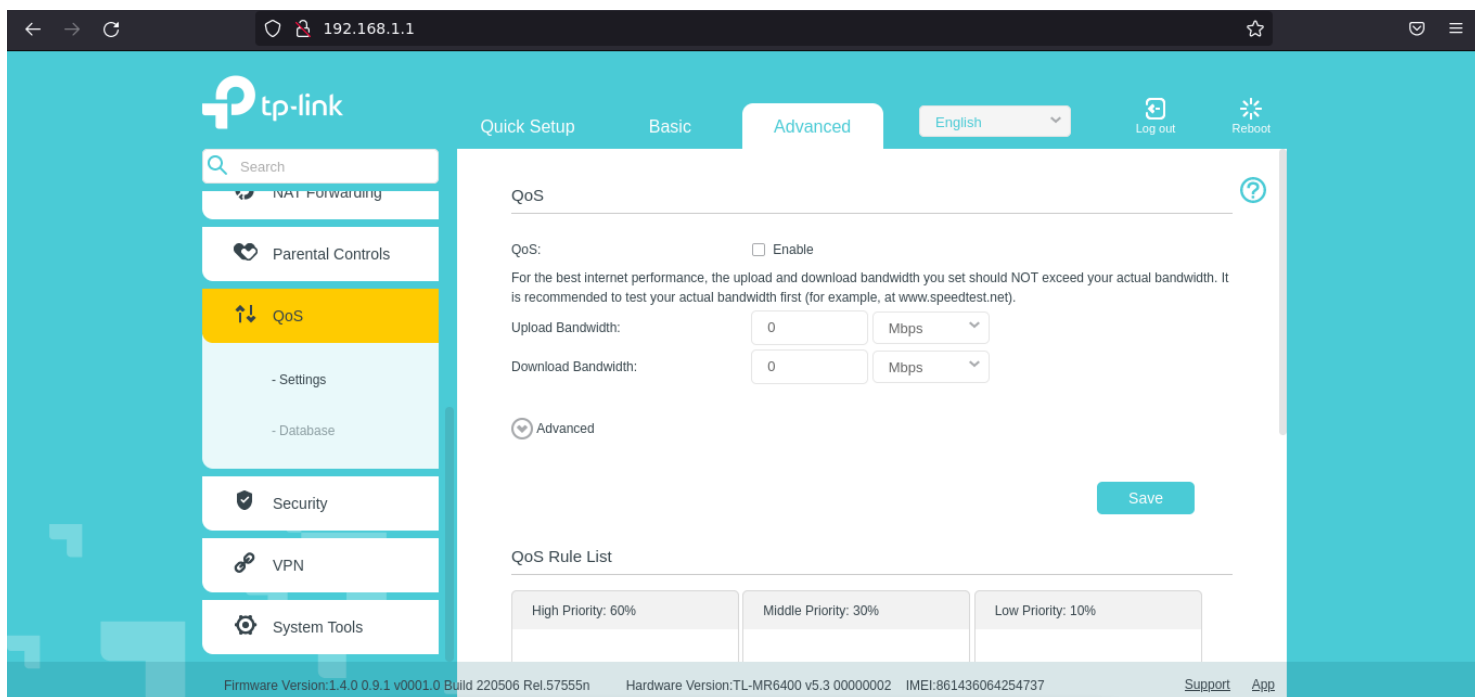 192.168.1.1
tp-link
Quick Setup
Basic
Advanced
English
Log out
Reboot
Search
NAT Forwarding
Parental Controls
QoS
- Settings
- Database
Security
VPN
System Tools
QoS
QoS:
Enable
For the best internet performance, the upload and download bandwidth you set should NOT exceed your actual bandwidth. It
is recommended to test your actual bandwidth first (for example, at www.speedtest.net).
Upload Bandwidth:
0
Mbps
Download Bandwidth:
0
Mbps
Advanced
Save
QoS Rule List
High Priority: 60%
Middle Priority: 30%
Low Priority: 10%
Firmware Version:1.4.0 0.9.1 v0001.0 Build 220506 Rel.57555n
Hardware Version:TL-MR6400 v5.3 00000002
IMEI:861436064254737
Support
App